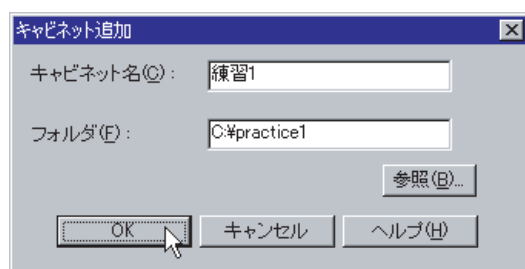 キャビネット追加
キャビネット名(C): 練習1
フォルダ(F): C:¥practice1
参照(B)...
OK キャンセル ヘルプ(H)